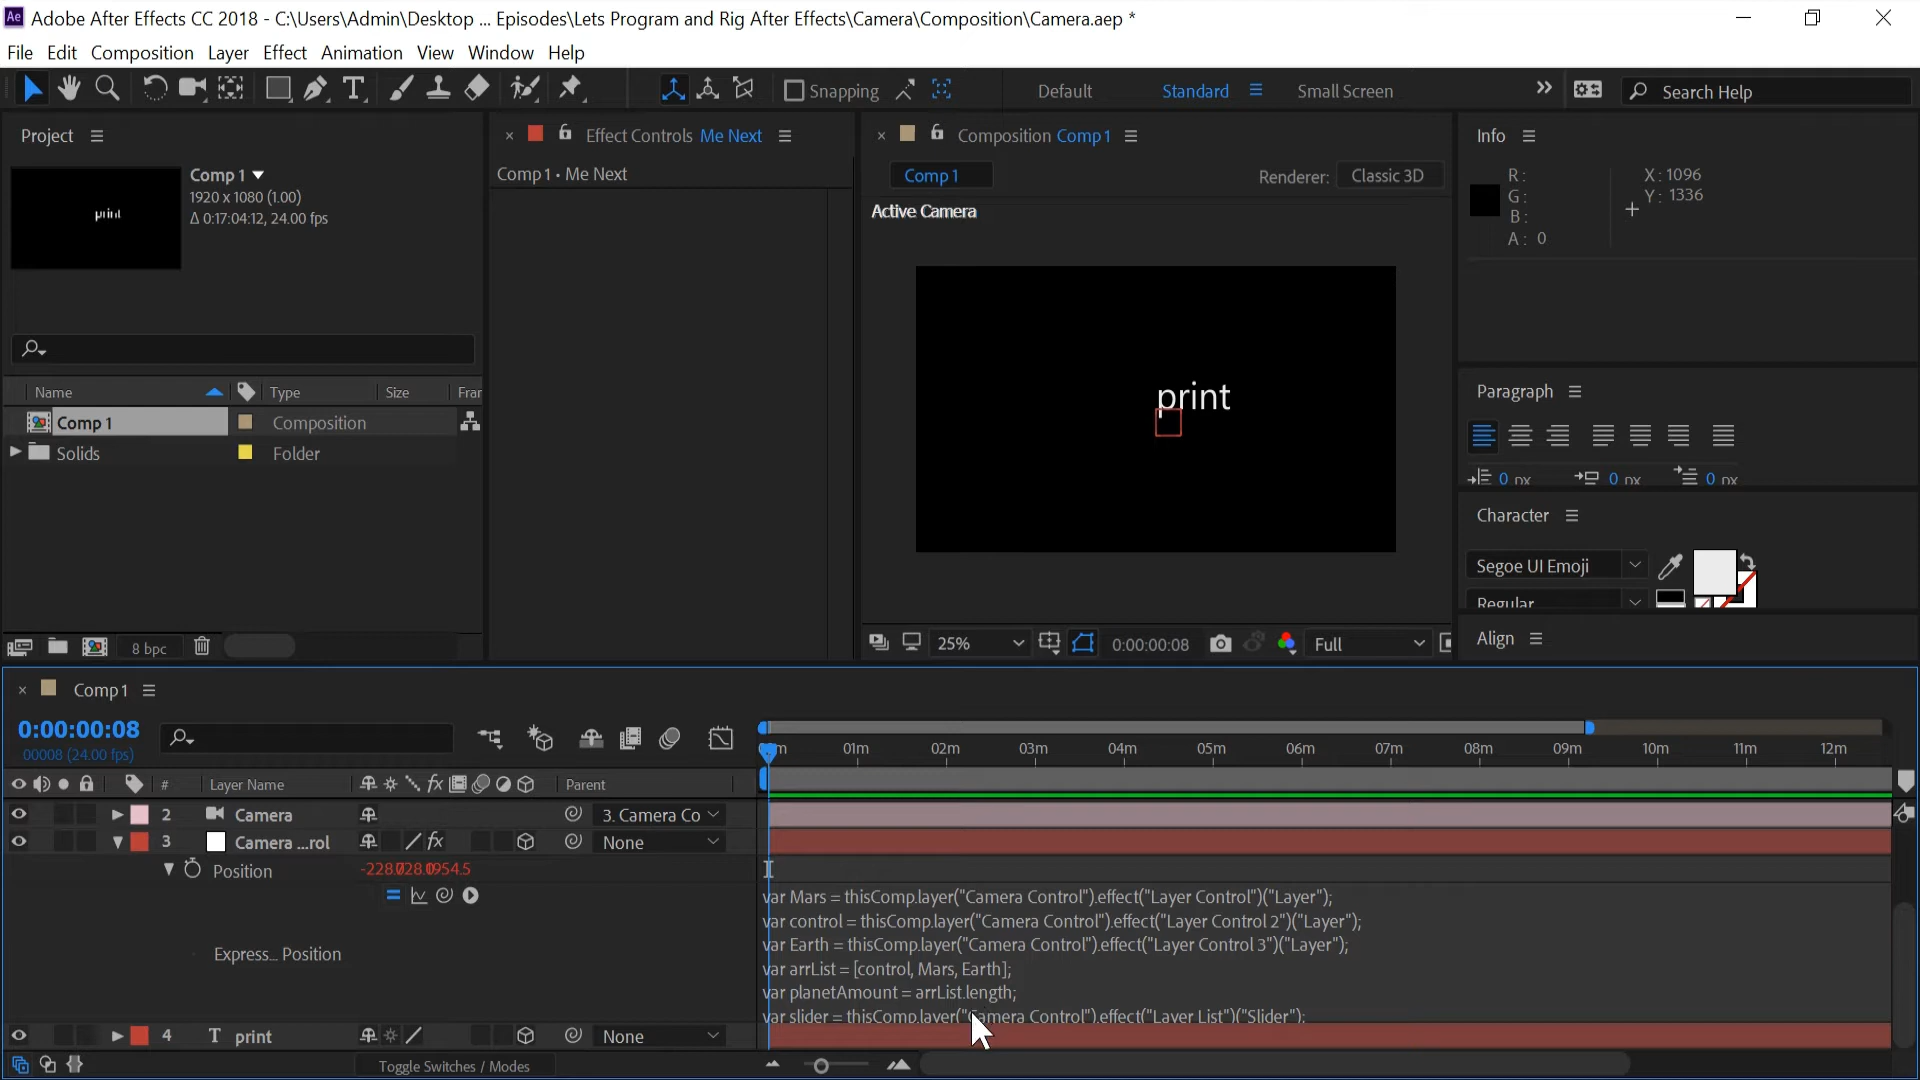 Adobe After Effects CC 2018 - C:\Users\Admin\Desktop ... Episodes\Lets Program and Rig After Effects\Camera\Composition\Camera.aep *
File Edit Composition Layer Effect Animation View Window Help
Snapping Default Standard Small Screen Search Help
Project
Comp 1
1920 x 1080 (1.00)
Δ 0:17:04:12, 24.00 fps
print
Name Type Size Frar
Comp 1 Composition
Solids Folder
8 bpc
Effect Controls Me Next
Comp 1 • Me Next
Composition Comp 1
Comp 1 Renderer: Classic 3D
Active Camera
print
25% 0:00:00:08 Full
Info
R: X: 1096
G: Y: 1336
B:
A: 0
Paragraph
0 px 0 px 0 px
Character
Segoe UI Emoji
Regular
Align
Comp 1
0:00:00:08
00008 (24.00 fps)
01m 02m 03m 04m 05m 06m 07m 08m 09m 10m 11m 12m
# Layer Name fx Parent
2 Camera 3. Camera Co
3 Camera ...rol fx None
Position
var Mars = thisComp.layer("Camera Control").effect("Layer Control")("Layer");
var control = thisComp.layer("Camera Control").effect("Layer Control 2")("Layer");
var Earth = thisComp.layer("Camera Control").effect("Layer Control 3")("Layer");
Express... Position
var arrList = [control, Mars, Earth];
var planetAmount = arrList.length;
var slider = thisComp.layer("Camera Control").effect("Layer List")("Slider");
4 T print None
Toggle Switches / Modes